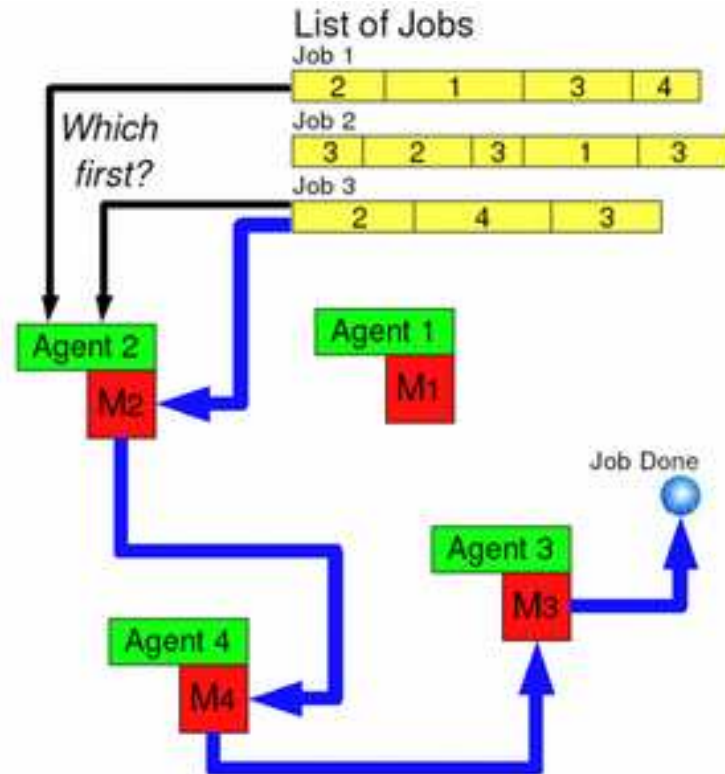 List of Jobs
Job 1
2 1 3 4
Which
first?
Job 2
3 2 3 1 3
Job 3
2 4 3
Agent 2
M2
Agent 1
M1
Job Done
Agent 3
M3
Agent 4
M4